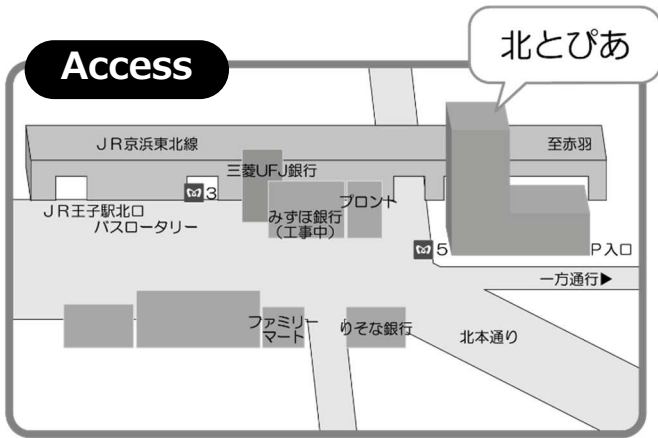 北とぴあ
Access
JR京浜東北線
至赤羽
三菱UFJ銀行
3
プロント
JR王子駅北口
バスロータリー
みずほ銀行
(工事中)
5
P入口
一方通行▶
ファミリー
マート
りそな銀行
北本通り